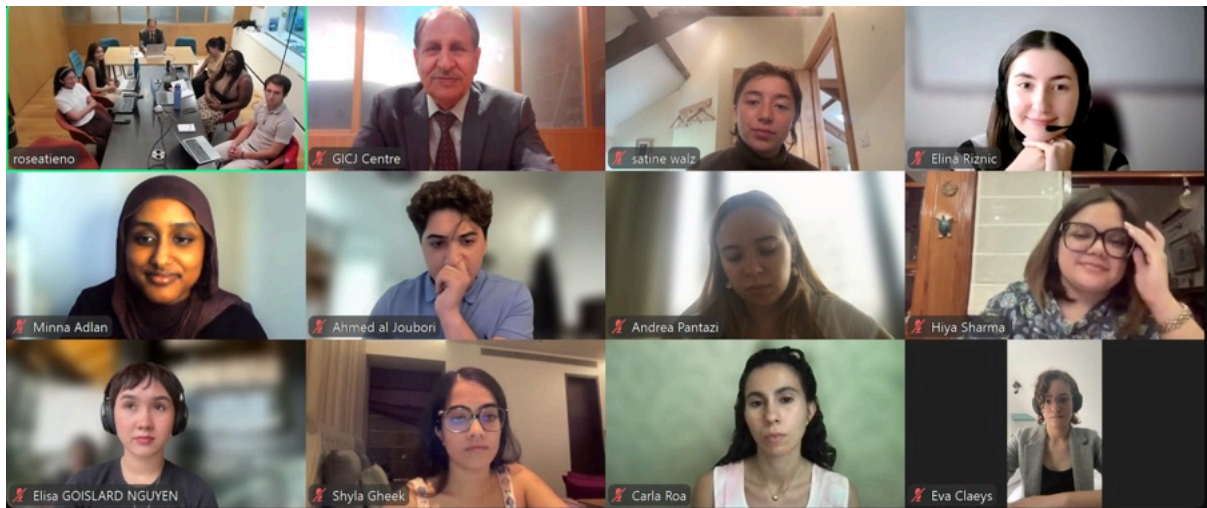 roseatieno
GICJ Centre
satine walz
Elina Riznic
Minna Adlan
Ahmed al Joubori
Andrea Pantazi
Hiya Sharma
Elisa GOISLARD NGUYEN
Shyla Gheek
Carla Roa
Eva Claeys